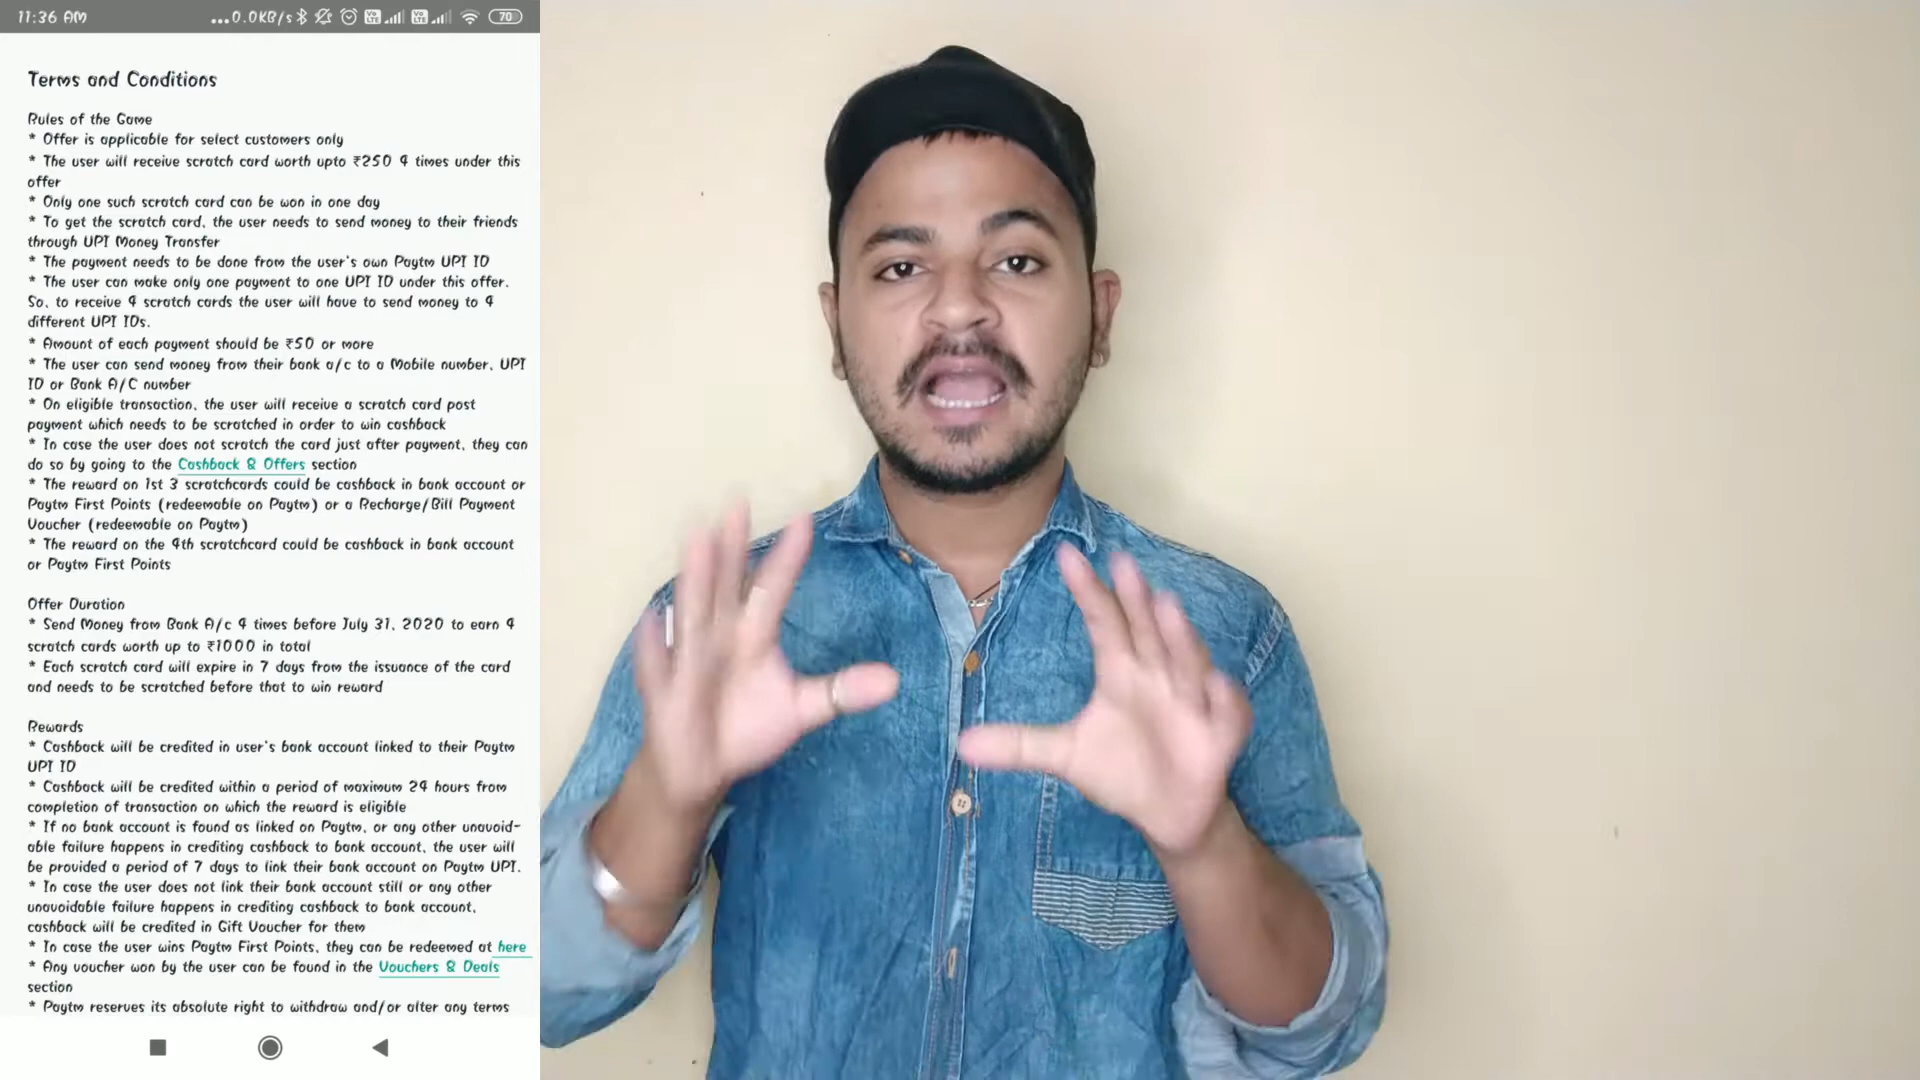 11:36 AM
...0.0KB/s
70
Terms and Conditions
Rules of the Game
* Offer is applicable for select customers only
* The user will receive scratch card worth upto ₹250 4 times under this
offer
* Only one such scratch card can be won in one day
* To get the scratch card, the user needs to send money to their friends
through UPI Money Transfer
* The payment needs to be done from the user's own Paytm UPI ID
* The user can make only one payment to one UPI ID under this offer.
So, to receive 4 scratch cards the user will have to send money to 4
different UPI IDs.
* Amount of each payment should be ₹50 or more
* The user can send money from their bank a/c to a Mobile number, UPI
ID or Bank A/C number
* On eligible transaction, the user will receive a scratch card post
payment which needs to be scratched in order to win cashback
* In case the user does not scratch the card just after payment, they can
do so by going to the Cashback & Offers section
* The reward on 1st 3 scratchcards could be cashback in bank account or
Paytm First Points (redeemable on Paytm) or a Recharge/Bill Payment
Voucher (redeemable on Paytm)
* The reward on the 4th scratchcard could be cashback in bank account
or Paytm First Points
Offer Duration
* Send Money from Bank A/c 4 times before July 31, 2020 to earn 4
scratch cards worth up to ₹1000 in total
* Each scratch card will expire in 7 days from the issuance of the card
and needs to be scratched before that to win reward
Rewards
* Cashback will be credited in user's bank account linked to their Paytm
UPI ID
* Cashback will be credited within a period of maximum 24 hours from
completion of transaction on which the reward is eligible
* If no bank account is found as linked on Paytm, or any other unavoid-
able failure happens in crediting cashback to bank account, the user will
be provided a period of 7 days to link their bank account on Paytm UPI.
* In case the user does not link their bank account still or any other
unavoidable failure happens in crediting cashback to bank account,
cashback will be credited in Gift Voucher for them
* In case the user wins Paytm First Points, they can be redeemed at here
* Any voucher won by the user can be found in the Vouchers & Deals
section
* Paytm reserves its absolute right to withdraw and/or alter any terms